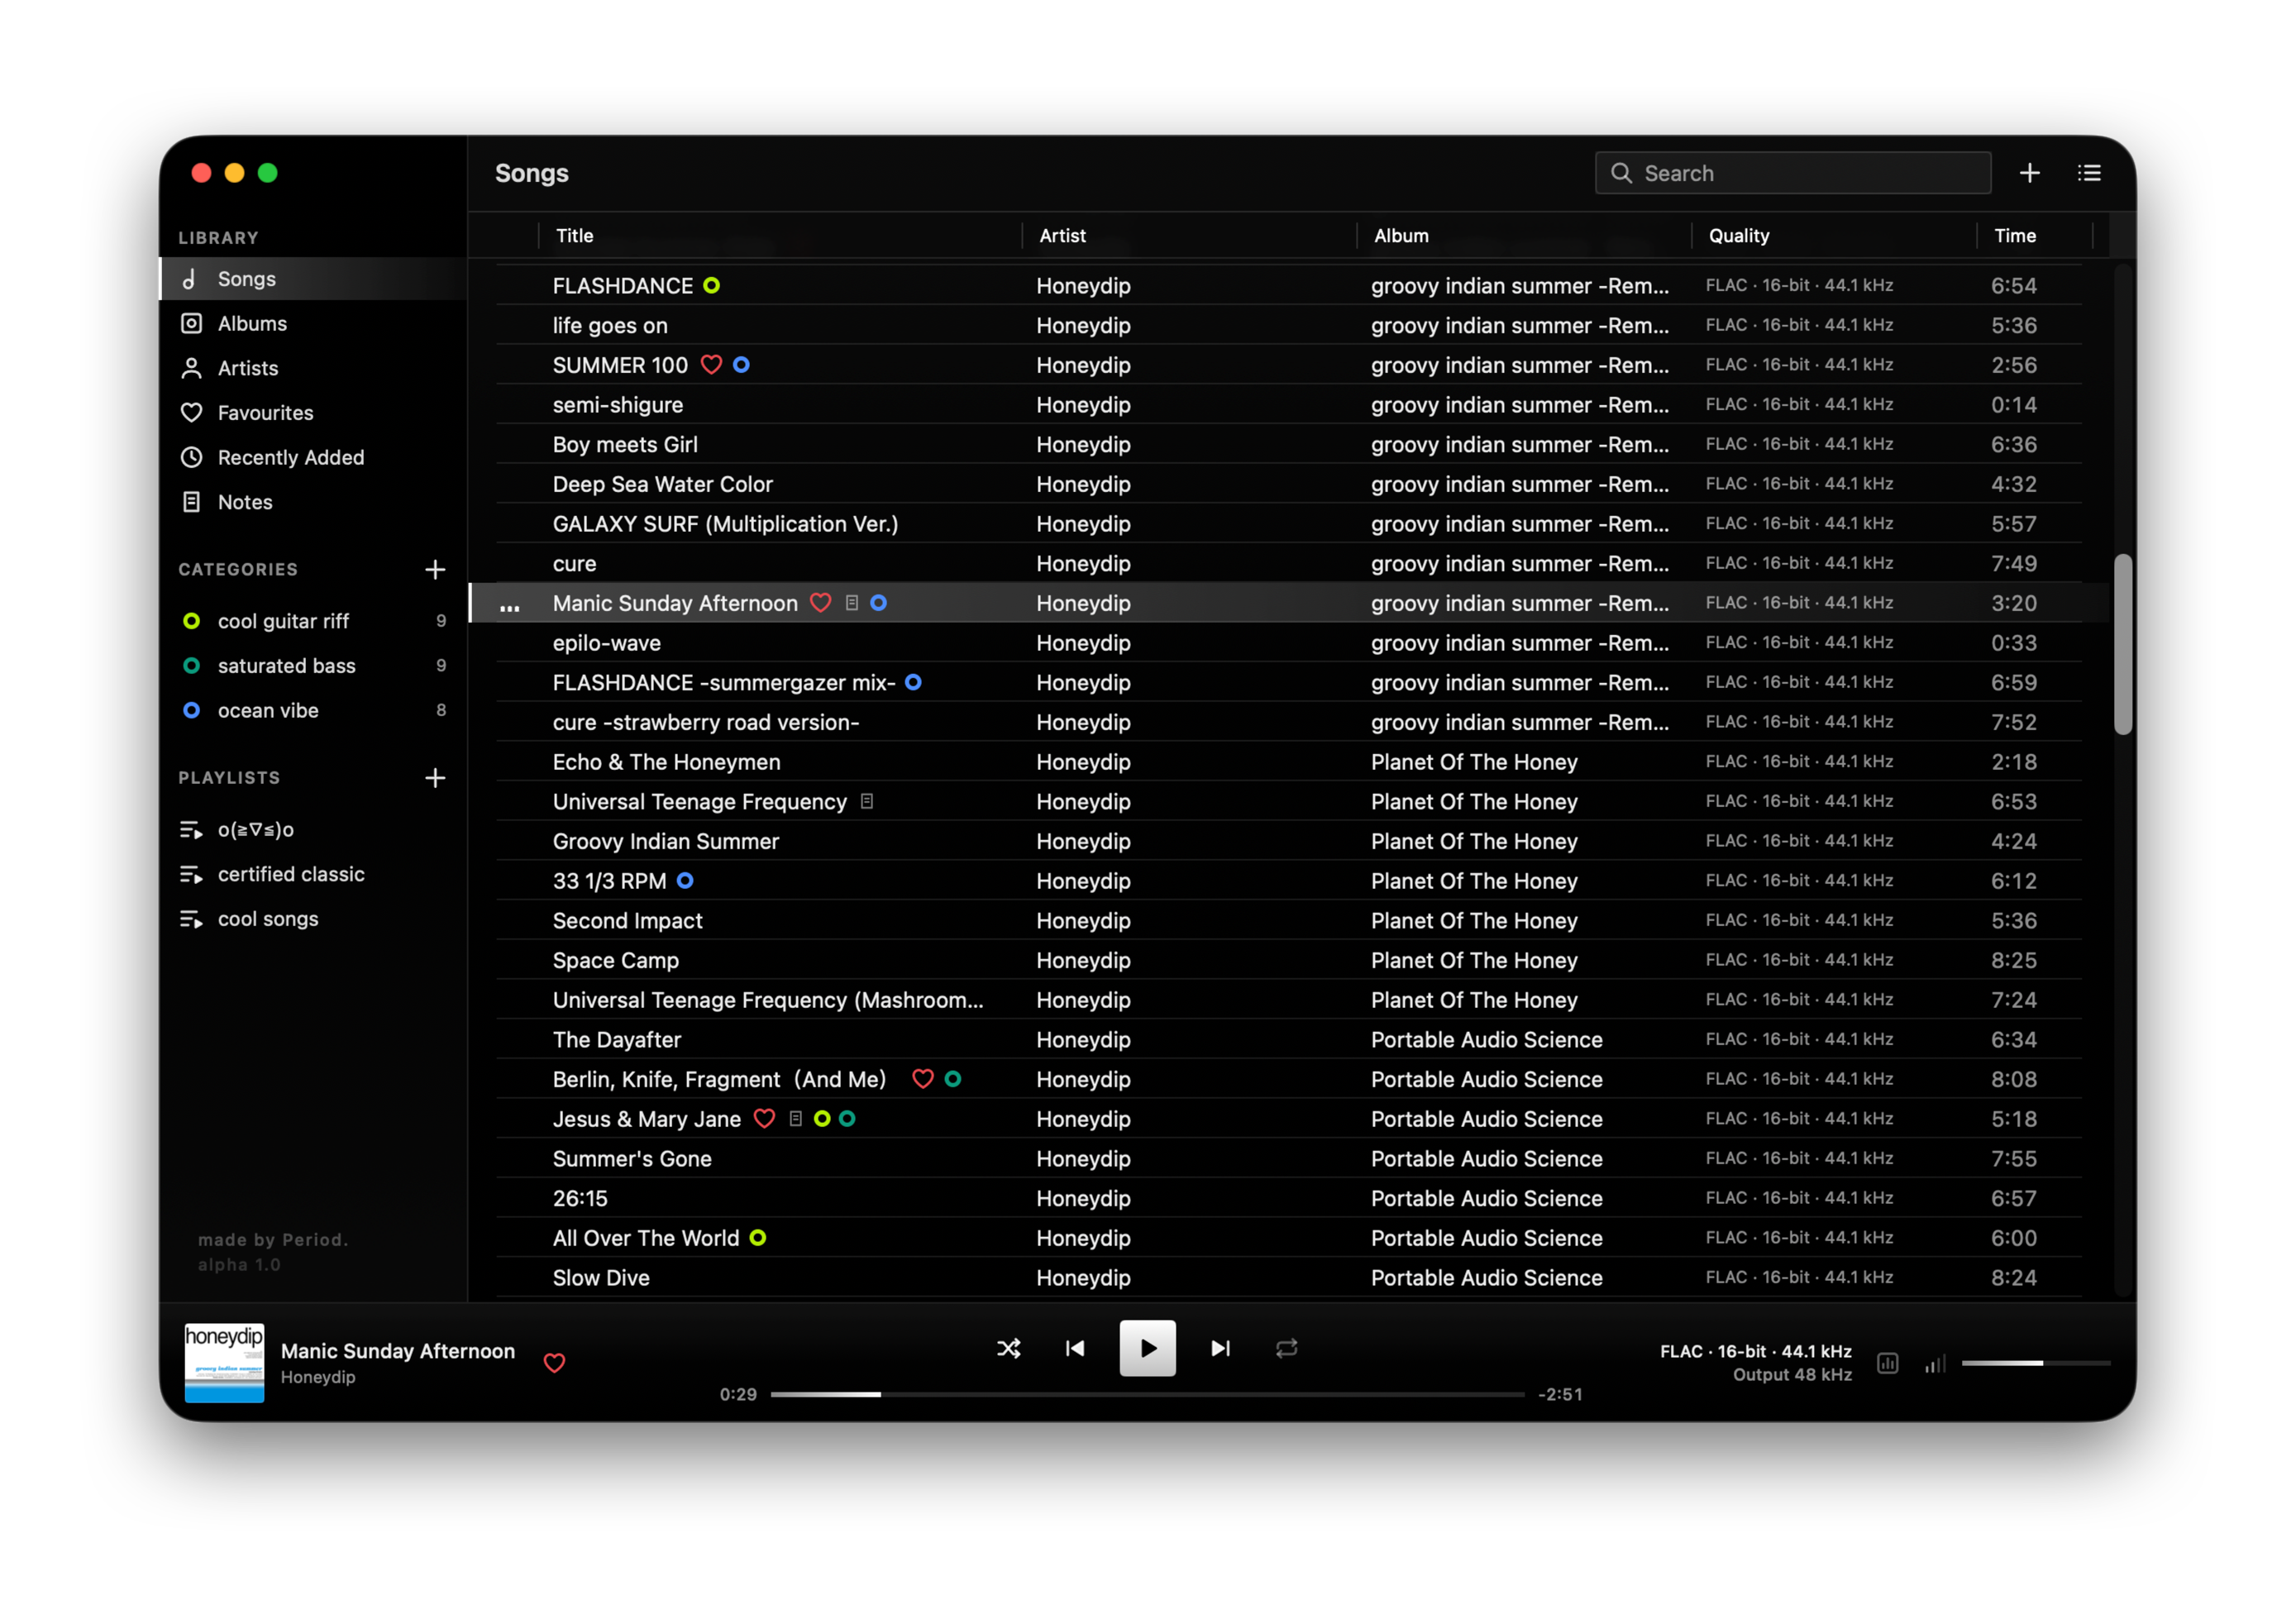 Songs
Search
LIBRARY
Songs
Albums
Artists
Favourites
Recently Added
Notes
CATEGORIES
cool guitar riff 9
saturated bass 9
ocean vibe 8
PLAYLISTS
o(≧∇≦)o
certified classic
cool songs
made by Period.
alpha 1.0
Title Artist Album Quality Time
FLASHDANCE Honeydip groovy indian summer -Rem... FLAC · 16-bit · 44.1 kHz 6:54
life goes on Honeydip groovy indian summer -Rem... FLAC · 16-bit · 44.1 kHz 5:36
SUMMER 100 Honeydip groovy indian summer -Rem... FLAC · 16-bit · 44.1 kHz 2:56
semi-shigure Honeydip groovy indian summer -Rem... FLAC · 16-bit · 44.1 kHz 0:14
Boy meets Girl Honeydip groovy indian summer -Rem... FLAC · 16-bit · 44.1 kHz 6:36
Deep Sea Water Color Honeydip groovy indian summer -Rem... FLAC · 16-bit · 44.1 kHz 4:32
GALAXY SURF (Multiplication Ver.) Honeydip groovy indian summer -Rem... FLAC · 16-bit · 44.1 kHz 5:57
cure Honeydip groovy indian summer -Rem... FLAC · 16-bit · 44.1 kHz 7:49
Manic Sunday Afternoon Honeydip groovy indian summer -Rem... FLAC · 16-bit · 44.1 kHz 3:20
epilo-wave Honeydip groovy indian summer -Rem... FLAC · 16-bit · 44.1 kHz 0:33
FLASHDANCE -summergazer mix- Honeydip groovy indian summer -Rem... FLAC · 16-bit · 44.1 kHz 6:59
cure -strawberry road version- Honeydip groovy indian summer -Rem... FLAC · 16-bit · 44.1 kHz 7:52
Echo & The Honeymen Honeydip Planet Of The Honey FLAC · 16-bit · 44.1 kHz 2:18
Universal Teenage Frequency Honeydip Planet Of The Honey FLAC · 16-bit · 44.1 kHz 6:53
Groovy Indian Summer Honeydip Planet Of The Honey FLAC · 16-bit · 44.1 kHz 4:24
33 1/3 RPM Honeydip Planet Of The Honey FLAC · 16-bit · 44.1 kHz 6:12
Second Impact Honeydip Planet Of The Honey FLAC · 16-bit · 44.1 kHz 5:36
Space Camp Honeydip Planet Of The Honey FLAC · 16-bit · 44.1 kHz 8:25
Universal Teenage Frequency (Mashroom... Honeydip Planet Of The Honey FLAC · 16-bit · 44.1 kHz 7:24
The Dayafter Honeydip Portable Audio Science FLAC · 16-bit · 44.1 kHz 6:34
Berlin, Knife, Fragment (And Me) Honeydip Portable Audio Science FLAC · 16-bit · 44.1 kHz 8:08
Jesus & Mary Jane Honeydip Portable Audio Science FLAC · 16-bit · 44.1 kHz 5:18
Summer's Gone Honeydip Portable Audio Science FLAC · 16-bit · 44.1 kHz 7:55
26:15 Honeydip Portable Audio Science FLAC · 16-bit · 44.1 kHz 6:57
All Over The World Honeydip Portable Audio Science FLAC · 16-bit · 44.1 kHz 6:00
Slow Dive Honeydip Portable Audio Science FLAC · 16-bit · 44.1 kHz 8:24
honeydip
groovy indian summer
Manic Sunday Afternoon
Honeydip
0:29 -2:51
FLAC · 16-bit · 44.1 kHz
Output 48 kHz